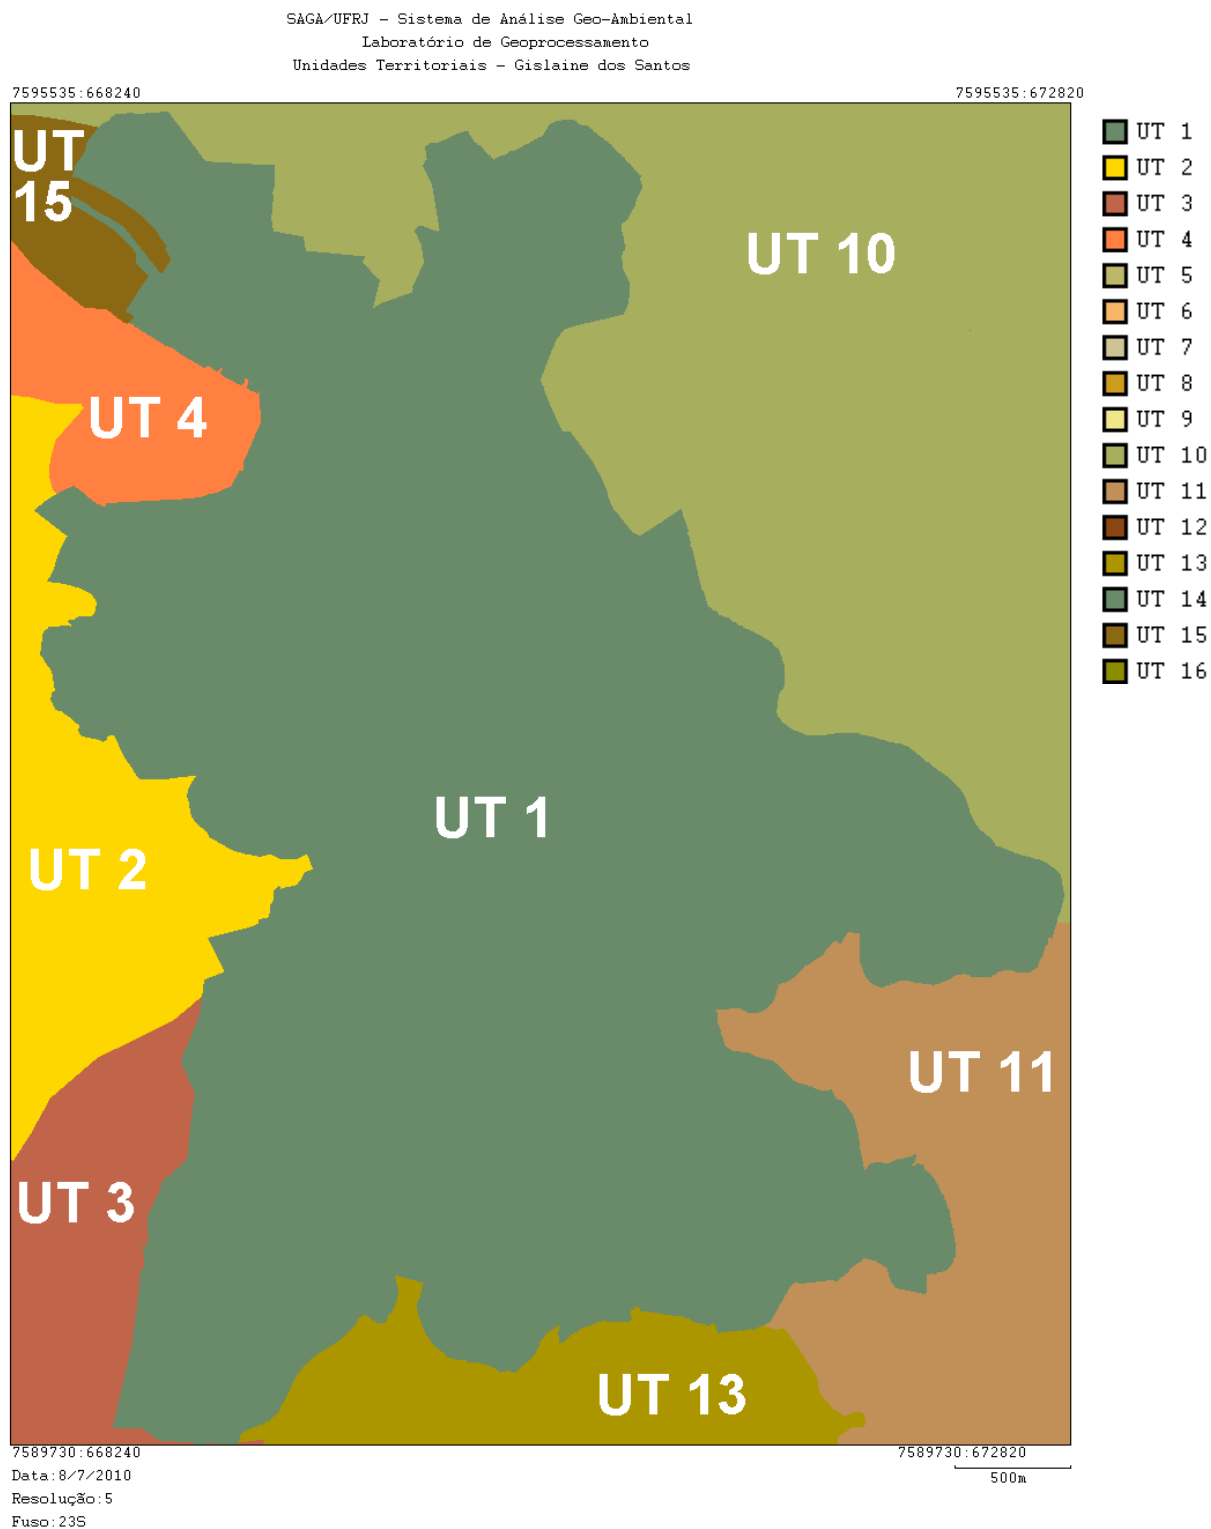 SAGA/UFRJ - Sistema de Análise Geo-Ambiental
Laboratório de Geoprocessamento
Unidades Territoriais - Gislaine dos Santos
7595535:668240
7595535:672820
UT
15
UT 10
UT 4
UT 1
UT 2
UT 11
UT 3
UT 13
UT 1
UT 2
UT 3
UT 4
UT 5
UT 6
UT 7
UT 8
UT 9
UT 10
UT 11
UT 12
UT 13
UT 14
UT 15
UT 16
7589730:668240
7589730:672820
500m
Data:8/7/2010
Resolução:5
Fuso:23S